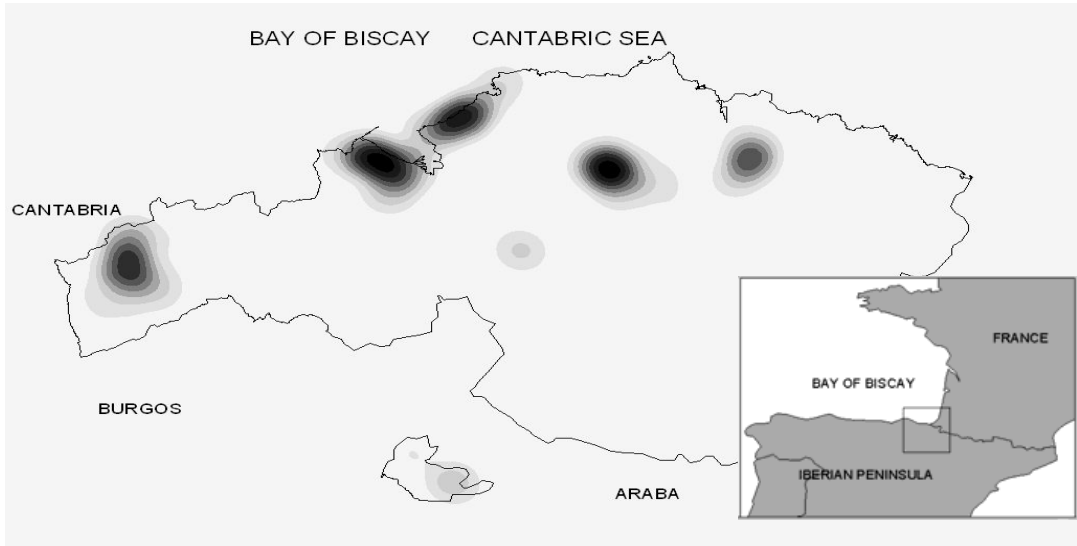 BAY OF BISCAY CANTABRIC SEA
CANTABRIA
BURGOS
ARABA
FRANCE
BAY OF BISCAY
IBERIAN PENINSULA